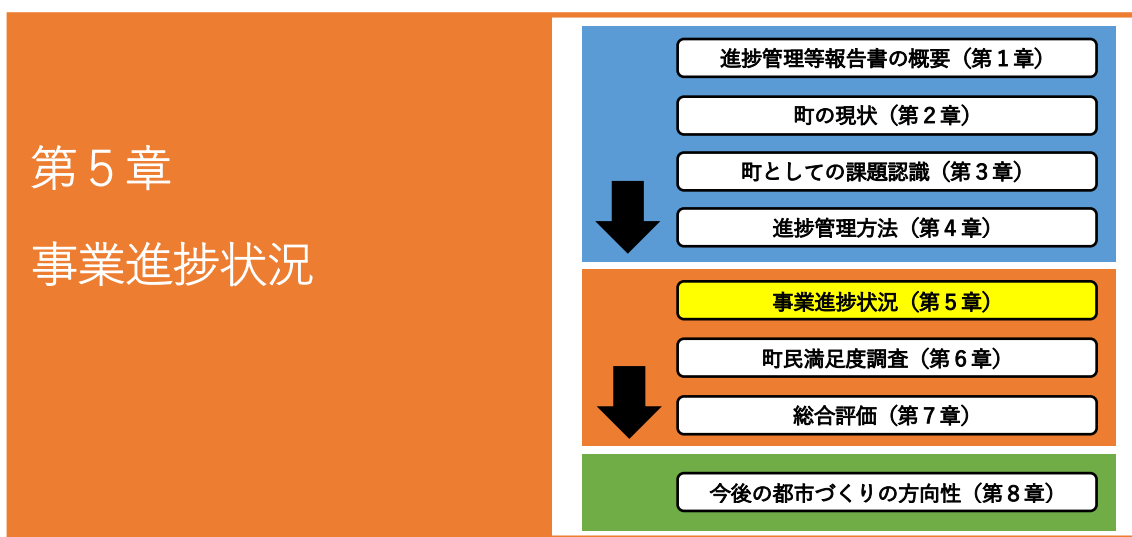 第５章
事業進捗状況
進捗管理等報告書の概要（第１章）
町の現状（第２章）
町としての課題認識（第３章）
進捗管理方法（第４章）
事業進捗状況（第５章）
町民満足度調査（第６章）
総合評価（第７章）
今後の都市づくりの方向性（第８章）